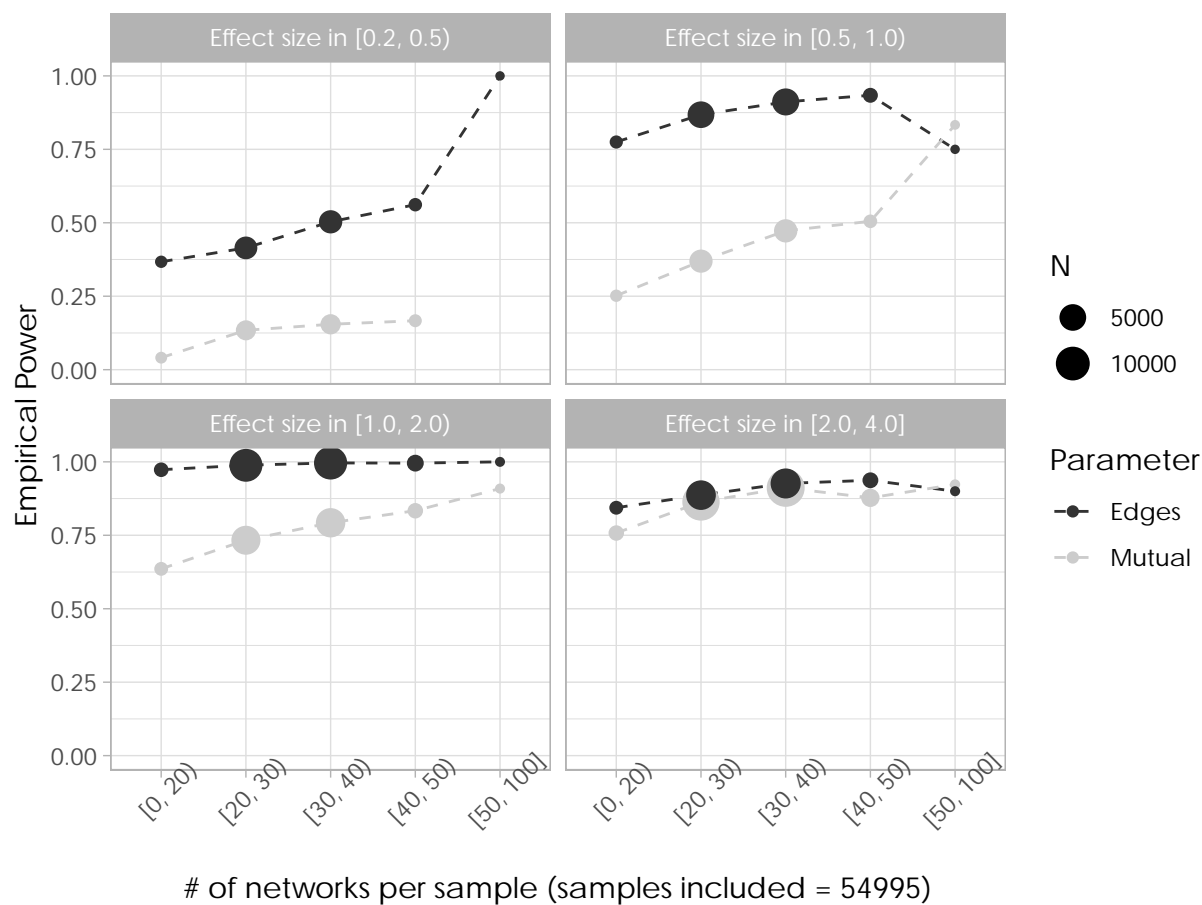 Effect size in [0.2, 0.5)
Effect size in [0.5, 1.0)
1.00
0.75
0.50
0.25
0.00
Effect size in [1.0, 2.0)
Effect size in [2.0, 4.0]
1.00
0.75
0.50
0.25
0.00
Empirical Power
[0, 20)
[20, 30)
[30, 40)
[40, 50)
[50, 100]
[0, 20)
[20, 30)
[30, 40)
[40, 50)
[50, 100]
# of networks per sample (samples included = 54995)
N
5000
10000
Parameter
Edges
Mutual